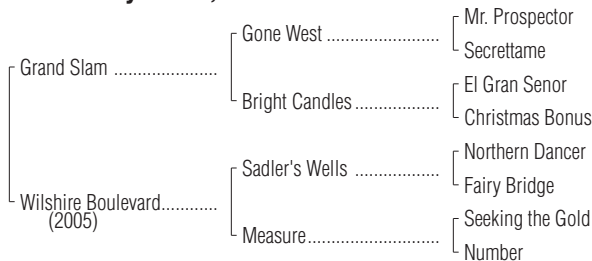 Grand Slam ......................
Gone West ........................
Mr. Prospector
Secrettame
Bright Candles..................
El Gran Senor
Christmas Bonus
Wilshire Boulevard............
(2005)
Sadler's Wells ..................
Northern Dancer
Fairy Bridge
Measure............................
Seeking the Gold
Number